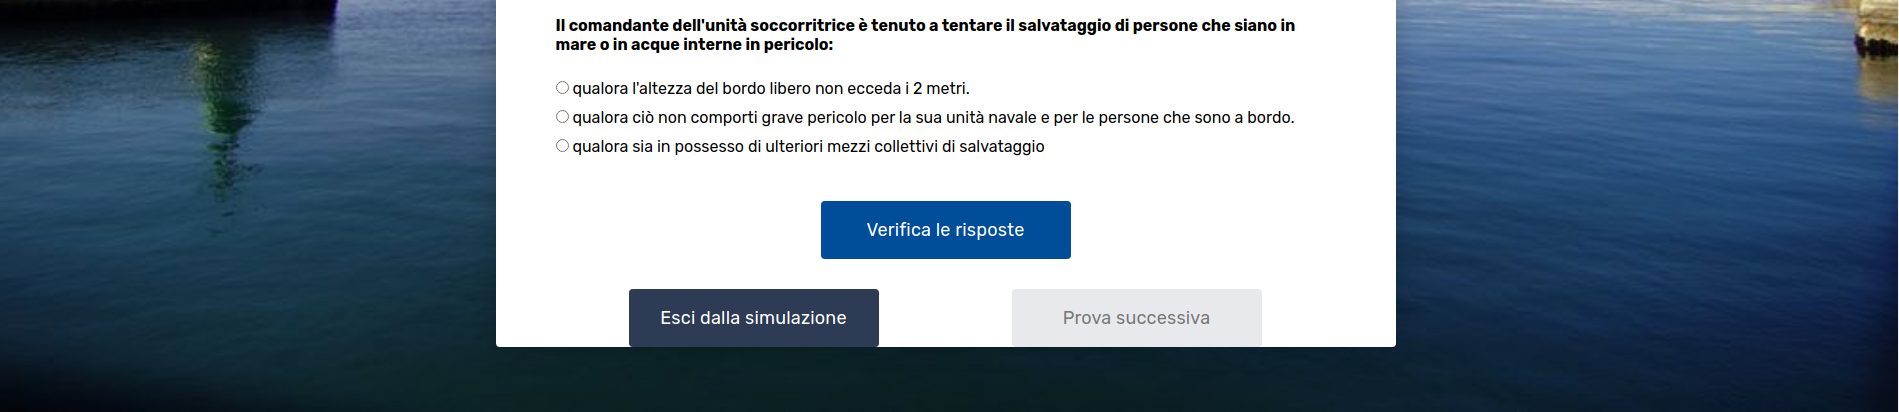 Il comandante dell'unità soccorritrice è tenuto a tentare il salvataggio di persone che siano in
mare o in acque interne in pericolo:
qualora l'altezza del bordo libero non ecceda i 2 metri.
qualora ciò non comporti grave pericolo per la sua unità navale e per le persone che sono a bordo.
qualora sia in possesso di ulteriori mezzi collettivi di salvataggio
Verifica le risposte
Esci dalla simulazione
Prova successiva